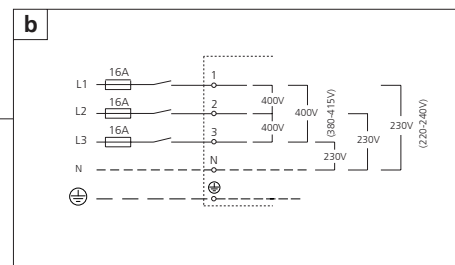 b
L1 16A 1
L2 16A 2
L3 16A 3
N N
400V
400V
400V
(380-415V)
230V
230V
230V
(220-240V)